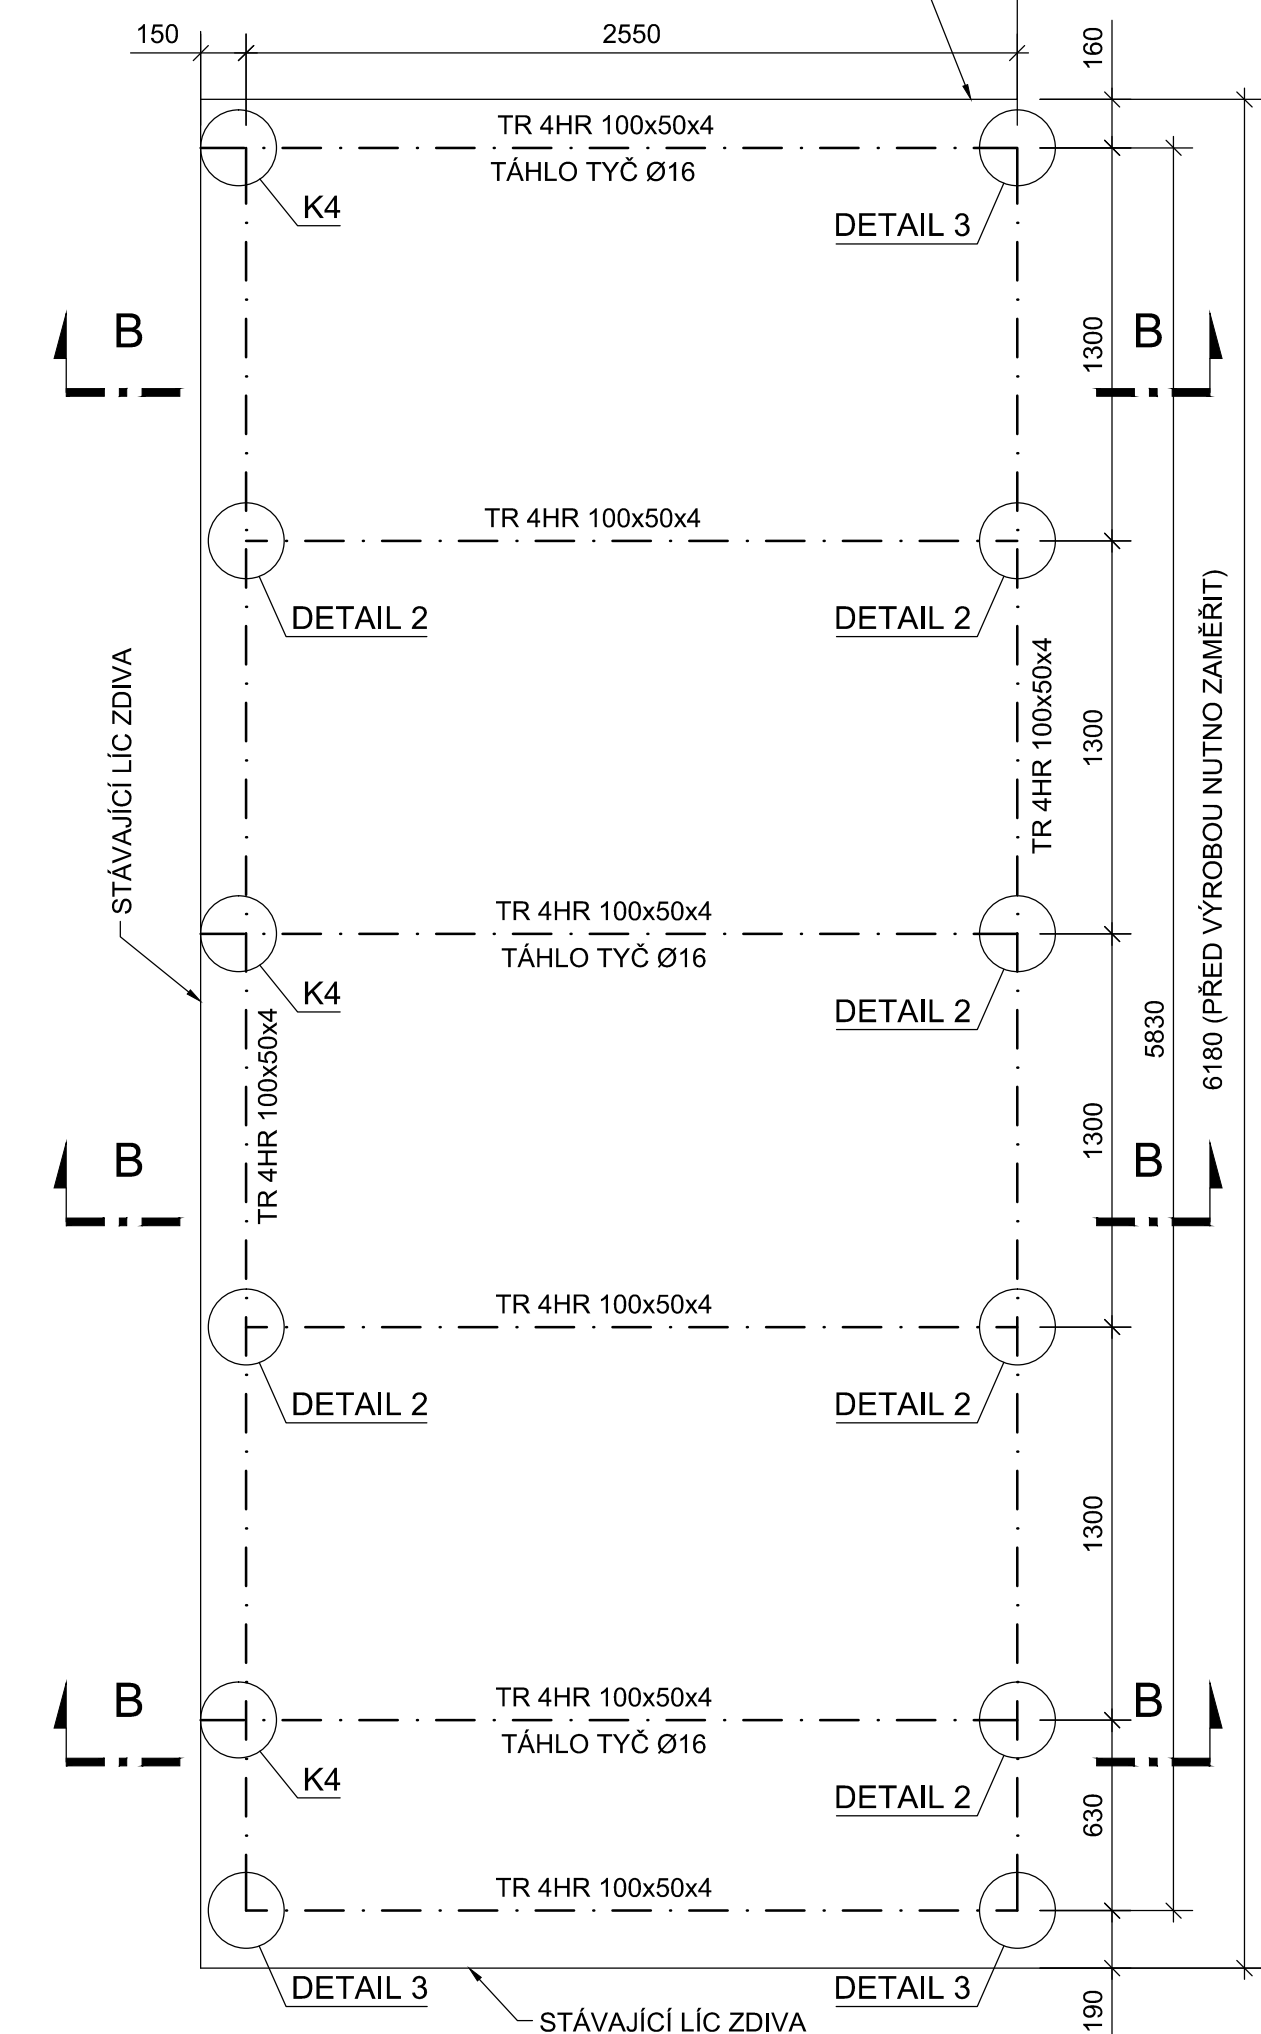 150
2550
160
TR 4HR 100x50x4
TÁHLO TYČ Ø16
K4
DETAIL 3
B
1300
B
TR 4HR 100x50x4
DETAIL 2
DETAIL 2
STÁVAJÍCÍ LÍC ZDIVA
TR 4HR 100x50x4
1300
6180 (PŘED VÝROBOU NUTNO ZAMĚŘIT)
TR 4HR 100x50x4
TÁHLO TYČ Ø16
K4
DETAIL 2
TR 4HR 100x50x4
5830
1300
B
B
TR 4HR 100x50x4
DETAIL 2
DETAIL 2
1300
B
TR 4HR 100x50x4
TÁHLO TYČ Ø16
B
K4
DETAIL 2
630
TR 4HR 100x50x4
DETAIL 3
DETAIL 3
STÁVAJÍCÍ LÍC ZDIVA
190